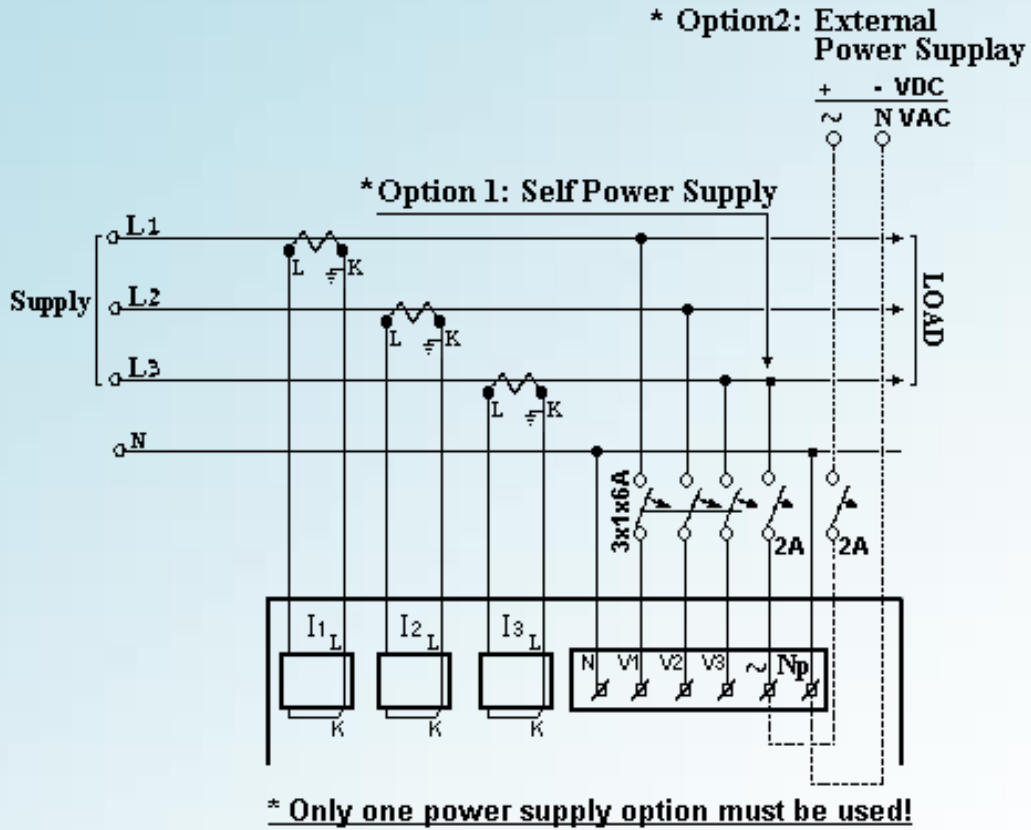 * Option2: External
Power Supplay
+ - VDC
~ N VAC
* Option 1: Self Power Supply
L1
L K
Supply
L2
L K
LOAD
L3
L K
N
3x1x6A
2A
2A
I1 L
I2 L
I3 L
N V1 V2 V3 ~ Np
K
K
K
* Only one power supply option must be used!